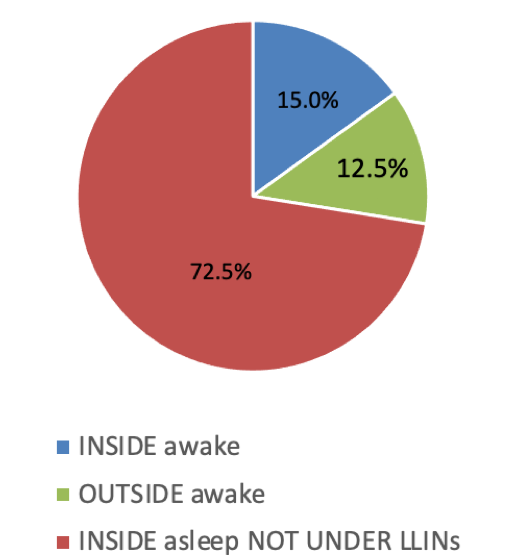 15.0%
12.5%
72.5%
INSIDE awake
OUTSIDE awake
INSIDE asleep NOT UNDER LLINs